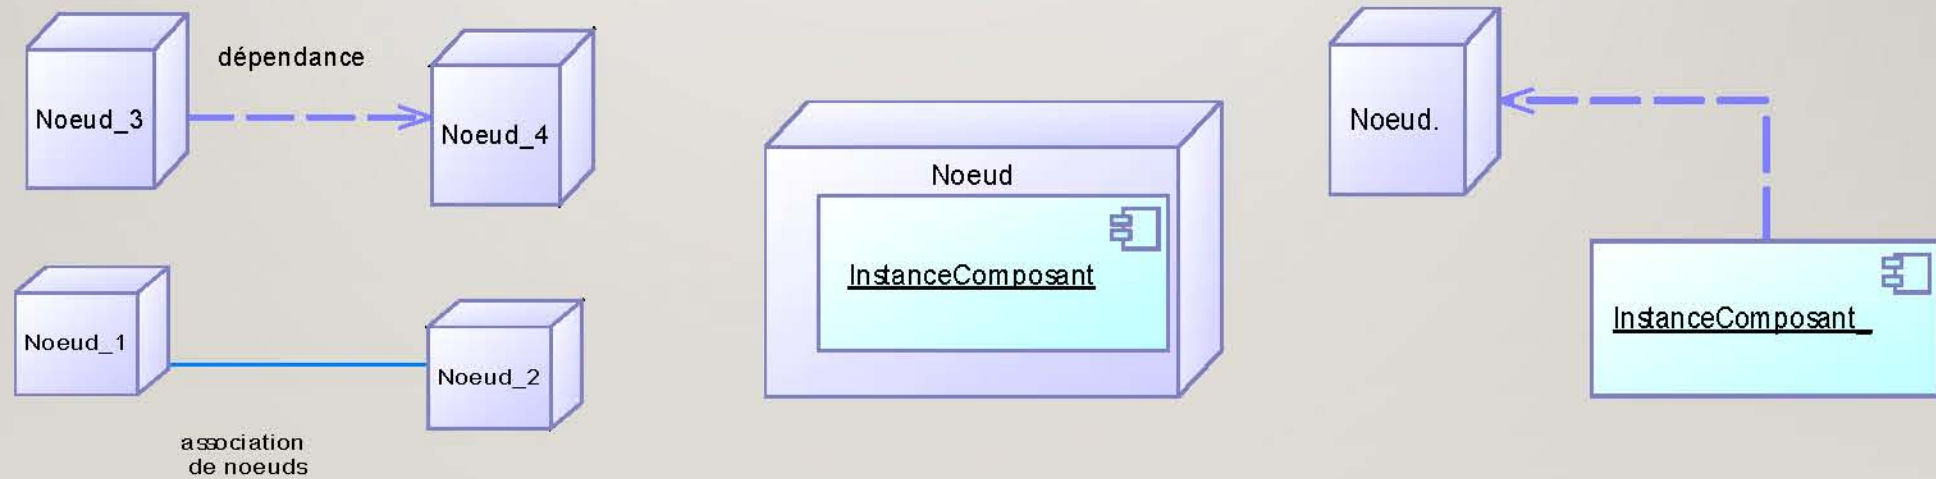 dépendance
Noeud_3
Noeud_4
Noeud_1
Noeud_2
association
de noeuds
Noeud
InstanceComposant
Noeud.
InstanceComposant_